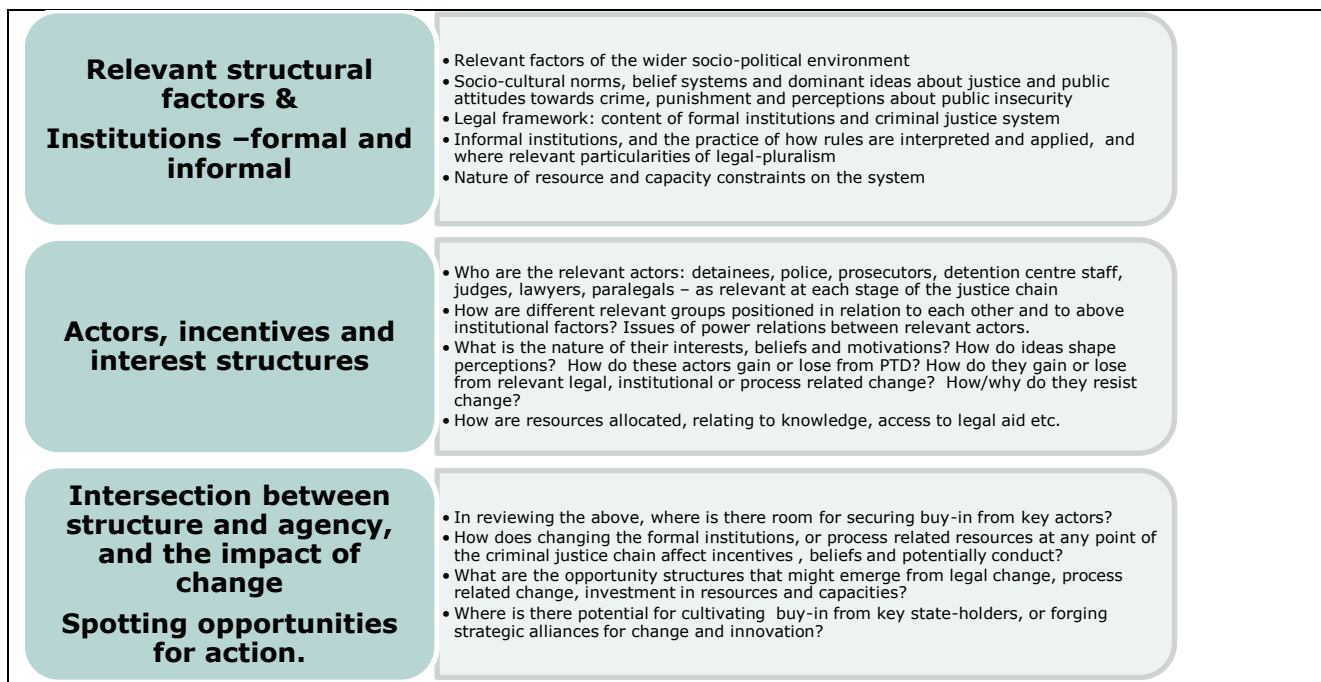 Relevant structural
factors &
Institutions –formal and
informal
• Relevant factors of the wider socio-political environment
• Socio-cultural norms, belief systems and dominant ideas about justice and public
attitudes towards crime, punishment and perceptions about public insecurity
• Legal framework: content of formal institutions and criminal justice system
• Informal institutions, and the practice of how rules are interpreted and applied, and
where relevant particularities of legal-pluralism
• Nature of resource and capacity constraints on the system
Actors, incentives and
interest structures
• Who are the relevant actors: detainees, police, prosecutors, detention centre staff,
judges, lawyers, paralegals – as relevant at each stage of the justice chain
• How are different relevant groups positioned in relation to each other and to above
institutional factors? Issues of power relations between relevant actors.
• What is the nature of their interests, beliefs and motivations? How do ideas shape
perceptions? How do these actors gain or lose from PTD? How do they gain or lose
from relevant legal, institutional or process related change? How/why do they resist
change?
• How are resources allocated, relating to knowledge, access to legal aid etc.
Intersection between
structure and agency,
and the impact of
change
Spotting opportunities
for action.
• In reviewing the above, where is there room for securing buy-in from key actors?
• How does changing the formal institutions, or process related resources at any point of
the criminal justice chain affect incentives , beliefs and potentially conduct?
• What are the opportunity structures that might emerge from legal change, process
related change, investment in resources and capacities?
• Where is there potential for cultivating buy-in from key state-holders, or forging
strategic alliances for change and innovation?